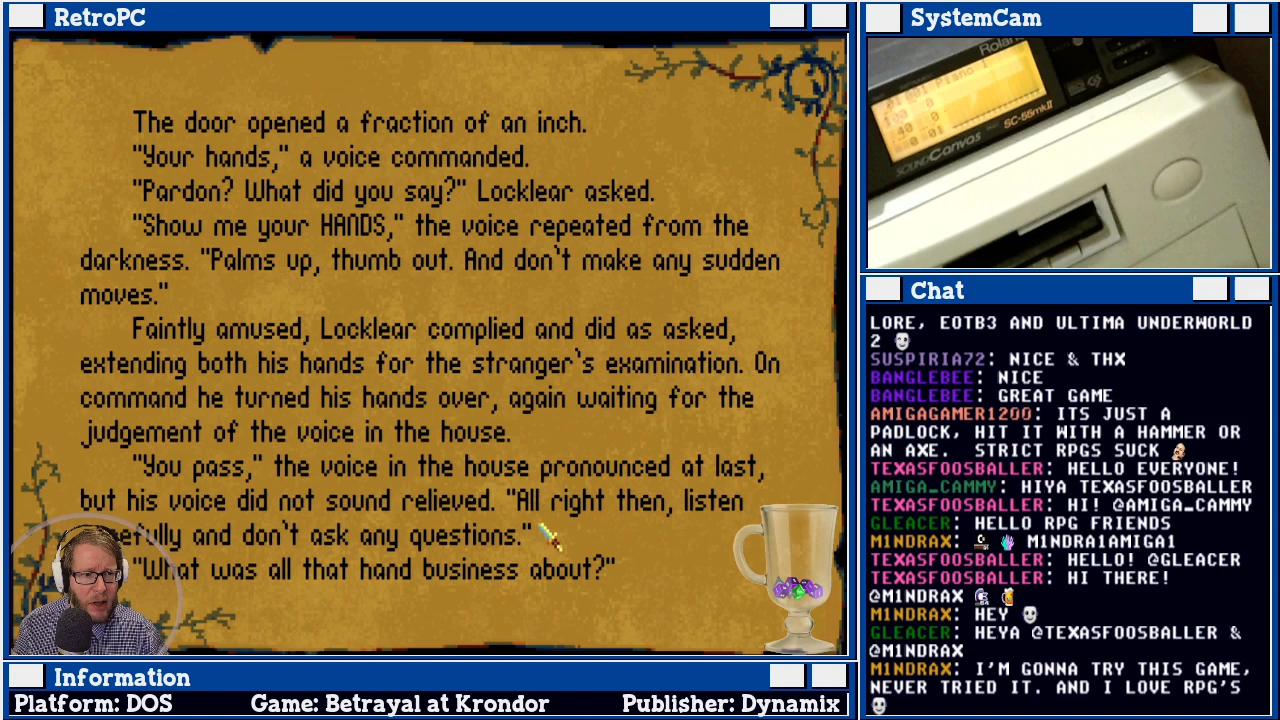 RetroPC
The door opened a fraction of an inch.
"Your hands," a voice commanded.
"Pardon? What did you say?" Locklear asked.
"Show me your HANDS," the voice repeated from the
darkness. "Palms up, thumb out. And don't make any sudden
moves."
Faintly amused, Locklear complied and did as asked,
extending both his hands for the stranger's examination. On
command he turned his hands over, again waiting for the
judgement of the voice in the house.
"You pass," the voice in the house pronounced at last,
but his voice did not sound relieved. "All right then, listen
efully and don't ask any questions."
"What was all that hand business about?"
SystemCam
Roland
Piano 1
SC-55mkII
SOUND Canvas
Chat
LORE, EOTB3 AND ULTIMA UNDERWORLD
2
SUSPIRIA72: NICE & THX
BANGLEBEE: NICE
BANGLEBEE: GREAT GAME
AMIGAGAMER1200: ITS JUST A
PADLOCK, HIT IT WITH A HAMMER OR
AN AXE. STRICT RPGS SUCK
TEXASFOOSBALLER: HELLO EVERYONE!
AMIGA_CAMMY: HIYA TEXASFOOSBALLER
TEXASFOOSBALLER: HI! @AMIGA_CAMMY
GLEACER: HELLO RPG FRIENDS
M1NDRAX: M1NDRA1AMIGA1
TEXASFOOSBALLER: HELLO! @GLEACER
TEXASFOOSBALLER: HI THERE!
@M1NDRAX
M1NDRAX: HEY
GLEACER: HEYA @TEXASFOOSBALLER &
@M1NDRAX
M1NDRAX: I'M GONNA TRY THIS GAME,
NEVER TRIED IT. AND I LOVE RPG'S
Information
Platform: DOS Game: Betrayal at Krondor Publisher: Dynamix